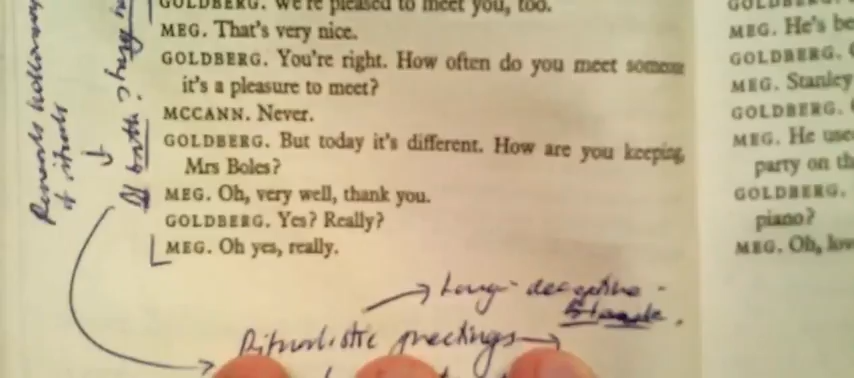 GOLDBERG. We're pleased to meet you, too.
MEG. That's very nice.
GOLDBERG. You're right. How often do you meet someone
it's a pleasure to meet?
MCCANN. Never.
GOLDBERG. But today it's different. How are you keeping,
Mrs Boles?
MEG. Oh, very well, thank you.
GOLDBERG. Yes? Really?
MEG. Oh yes, really.
of rituals
Ritualistic greetings
MEG. He's be
GOLDBERG.
MEG. Stanley
GOLDBERG.
MEG. He use
party on th
GOLDBERG.
piano?
MEG. Oh, lov